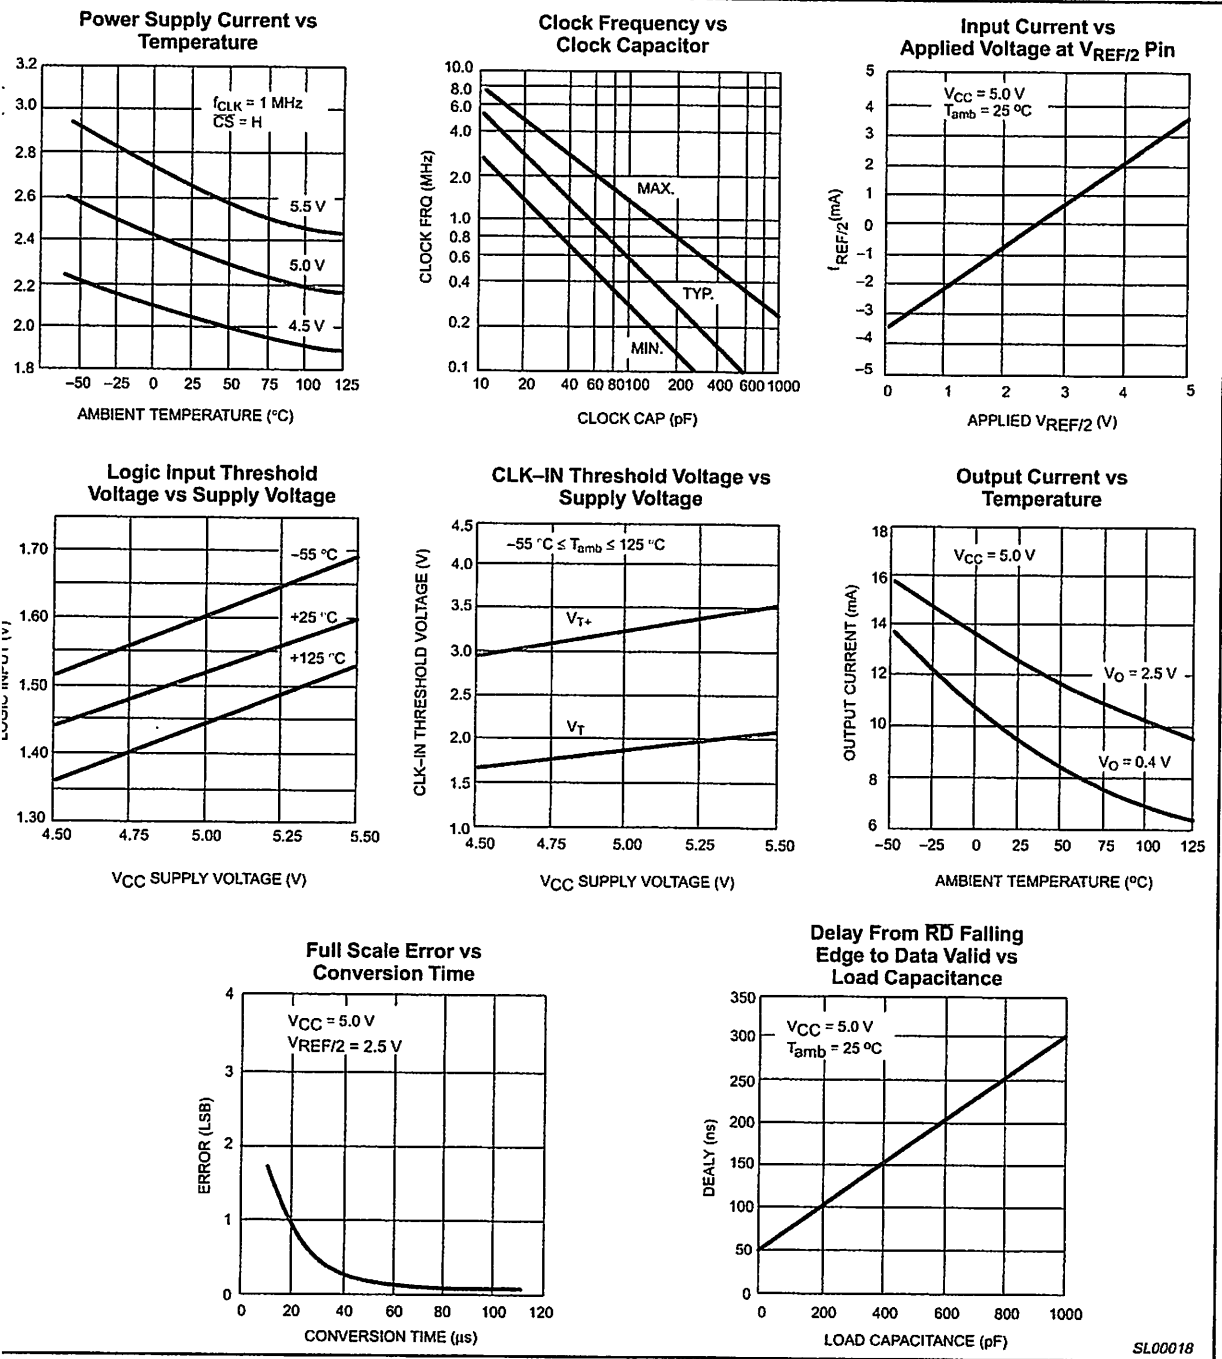 Power Supply Current vs
Temperature
3.2
3.0
2.8
2.6
2.4
2.2
2.0
1.8
fCLK = 1 MHz
C̅S̅ = H
5.5 V
5.0 V
4.5 V
–50 –25 0 25 50 75 100 125
AMBIENT TEMPERATURE (°C)
Clock Frequency vs
Clock Capacitor
CLOCK FRQ (MHz)
10.0
8.0
6.0
4.0
2.0
1.0
0.8
0.6
0.4
0.2
0.1
MAX.
TYP.
MIN.
10 20 40 60 80 100 200 400 600 1000
CLOCK CAP (pF)
Input Current vs
Applied Voltage at VREF/2 Pin
fREF/2(mA)
5
4
3
2
1
0
–1
–2
–3
–4
–5
VCC = 5.0 V
Tamb = 25 °C
0 1 2 3 4 5
APPLIED VREF/2 (V)
Logic Input Threshold
Voltage vs Supply Voltage
LOGIC INPUT (V)
1.70
1.60
1.50
1.40
1.30
–55 °C
+25 °C
+125 °C
4.50 4.75 5.00 5.25 5.50
VCC SUPPLY VOLTAGE (V)
CLK–IN Threshold Voltage vs
Supply Voltage
CLK–IN THRESHOLD VOLTAGE (V)
4.5
4.0
3.5
3.0
2.5
2.0
1.5
1.0
–55 °C ≤ Tamb ≤ 125 °C
VT+
VT
4.50 4.75 5.00 5.25 5.50
VCC SUPPLY VOLTAGE (V)
Output Current vs
Temperature
OUTPUT CURRENT (mA)
18
16
14
12
10
8
6
VCC = 5.0 V
VO = 2.5 V
VO = 0.4 V
–50 –25 0 25 50 75 100 125
AMBIENT TEMPERATURE (°C)
Full Scale Error vs
Conversion Time
ERROR (LSB)
4
3
2
1
0
VCC = 5.0 V
VREF/2 = 2.5 V
0 20 40 60 80 100 120
CONVERSION TIME (µs)
Delay From R̅D̅ Falling
Edge to Data Valid vs
Load Capacitance
DEALY (ns)
350
300
250
200
150
100
50
0
VCC = 5.0 V
Tamb = 25 °C
0 200 400 600 800 1000
LOAD CAPACITANCE (pF)
SL00018